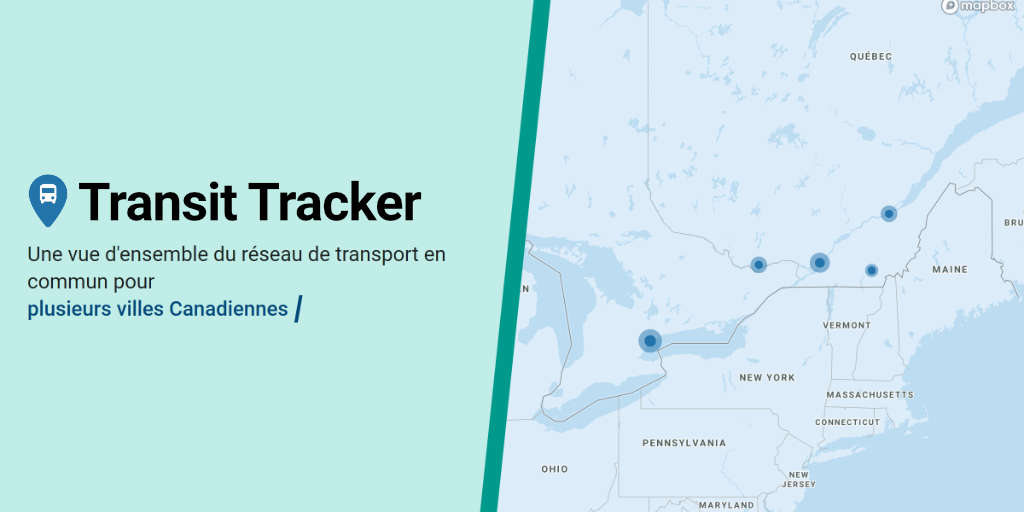 Transit Tracker
Une vue d'ensemble du réseau de transport en
commun pour
plusieurs villes Canadiennes
mapbox
QUÉBEC
BRU
MAINE
EN
VERMONT
NEW YORK
MASSACHUSETTS
CONNECTICUT
PENNSYLVANIA
OHIO
NEW
JERSEY
MARYLAND